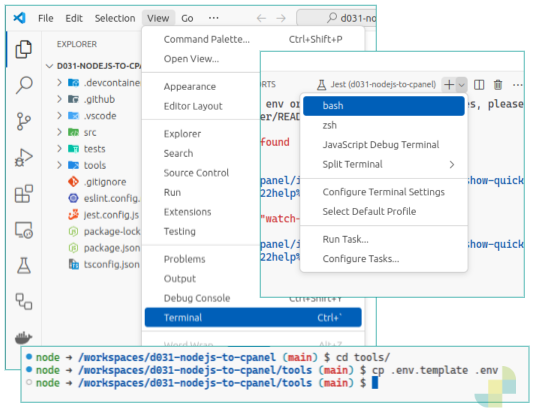 File Edit Selection View Go ··· ← → d031-no
EXPLORER
D031-NODEJS-TO-CPA
.devcontaine
.github
.vscode
src
tests
tools
.gitignore
eslint.config.
jest.config.js
package-lock
package.json
tsconfig.json
Command Palette... Ctrl+Shift+P
Open View...
Appearance
Editor Layout
Explorer
Search
Source Control
Run
Extensions
Testing
Problems
Output
Debug Console Ctrl+Shift+Y
Terminal Ctrl+`
Word Wrap Alt+Z
ORTS Jest (d031-nodejs-to-cpanel)
env or es, please
er/REA
found
panel/i show-quick
22help%
"watch-
panel/i show-quick
22help%
bash
zsh
JavaScript Debug Terminal
Split Terminal
Configure Terminal Settings
Select Default Profile
Run Task...
Configure Tasks...
node → /workspaces/d031-nodejs-to-cpanel (main) $ cd tools/
node → /workspaces/d031-nodejs-to-cpanel/tools (main) $ cp .env.template .env
node → /workspaces/d031-nodejs-to-cpanel/tools (main) $